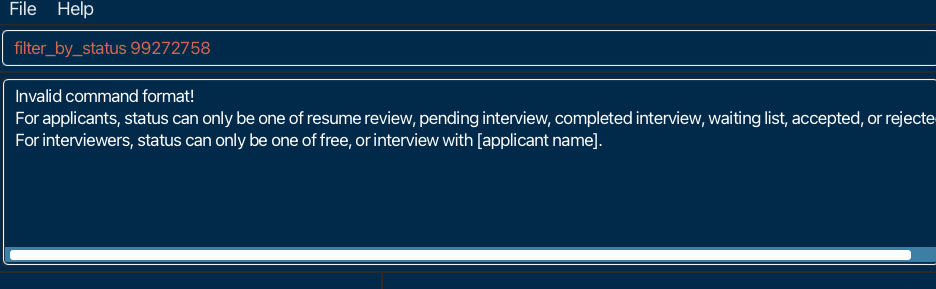 File Help
filter_by_status 99272758
Invalid command format!
For applicants, status can only be one of resume review, pending interview, completed interview, waiting list, accepted, or rejecte
For interviewers, status can only be one of free, or interview with [applicant name].